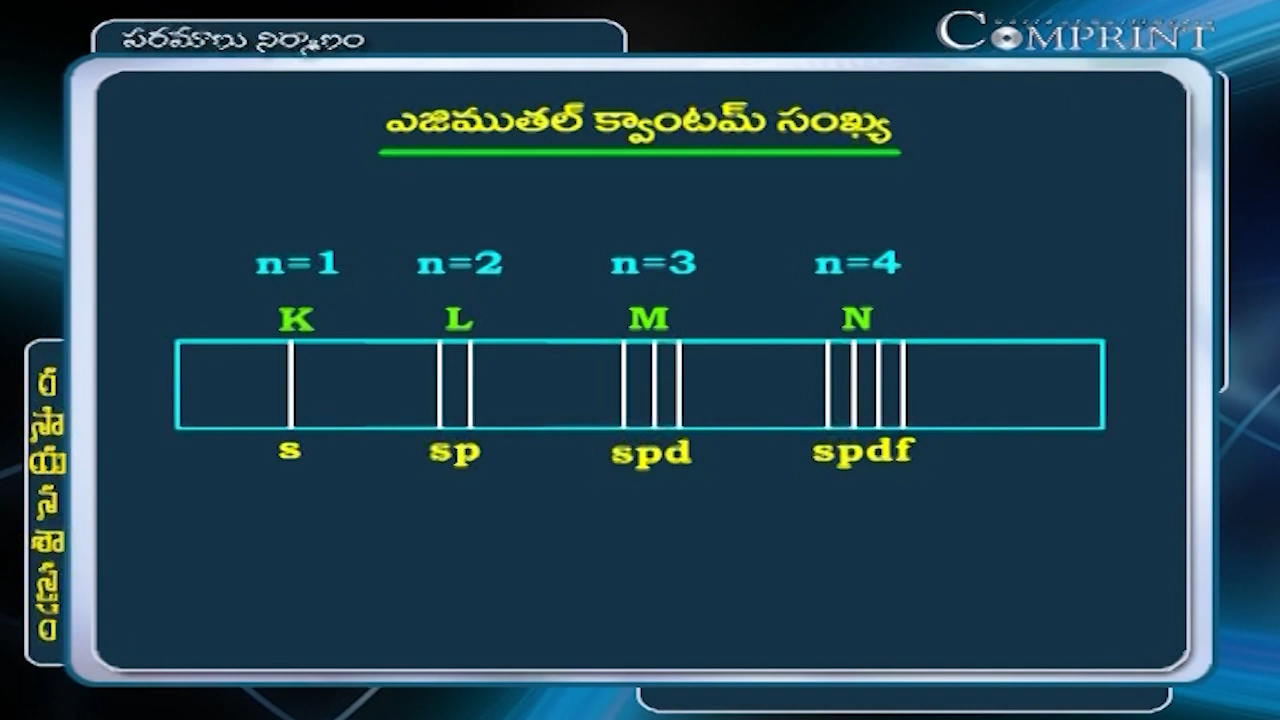 పరమాణు నిర్మాణం
COMPRINT
ఎజిముతల్ క్వాంటమ్ సంఖ్య
n=1 n=2 n=3 n=4
K L M N
s sp spd spdf
రసాయన శాస్త్రం